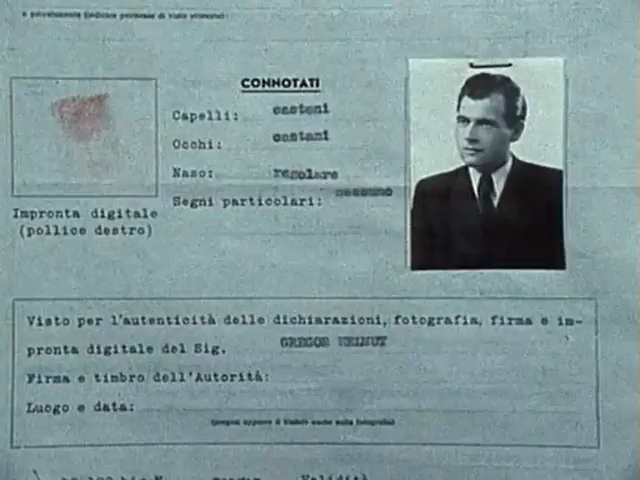 CONNOTATI
Capelli: castani
Occhi: castani
Naso: regolare
Segni particolari: nessuno
Impronta digitale
(pollice destro)
Visto per l'autenticità delle dichiarazioni, fotografia, firma e im-
pronta digitale del Sig. GREGOR HELMUT
Firma e timbro dell'Autorità:
Luogo e data:
Validità